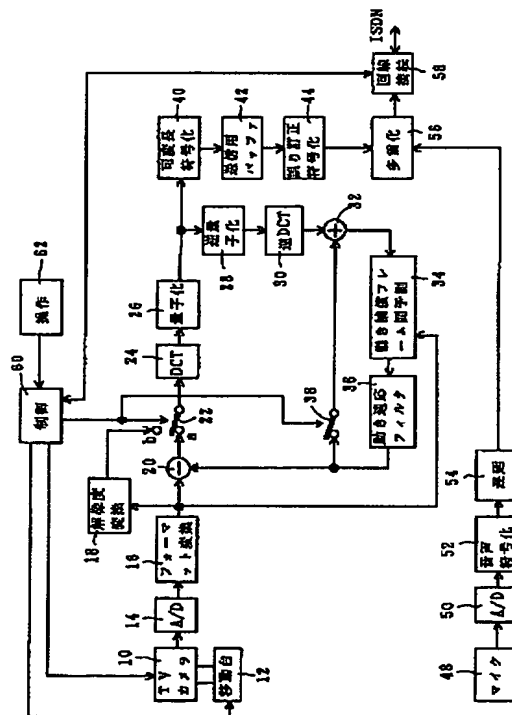 60
制御
62
操作
10
TV
カメラ
12
移動台
14
A/D
16
フォーマ
ット変換
18
解像度
変換
20
−
22
a
b
24
DCT
26
量子化
28
逆量
子化
30
逆DCT
32
+
34
動き補償フレ
ーム間予測
36
動き適応
フィルタ
38
40
可変長
符号化
42
送信用
バッファ
44
誤り訂正
符号化
48
マイク
50
A/D
52
音声
符号化
54
遅延
56
多重化
58
回線
接続
ISDN